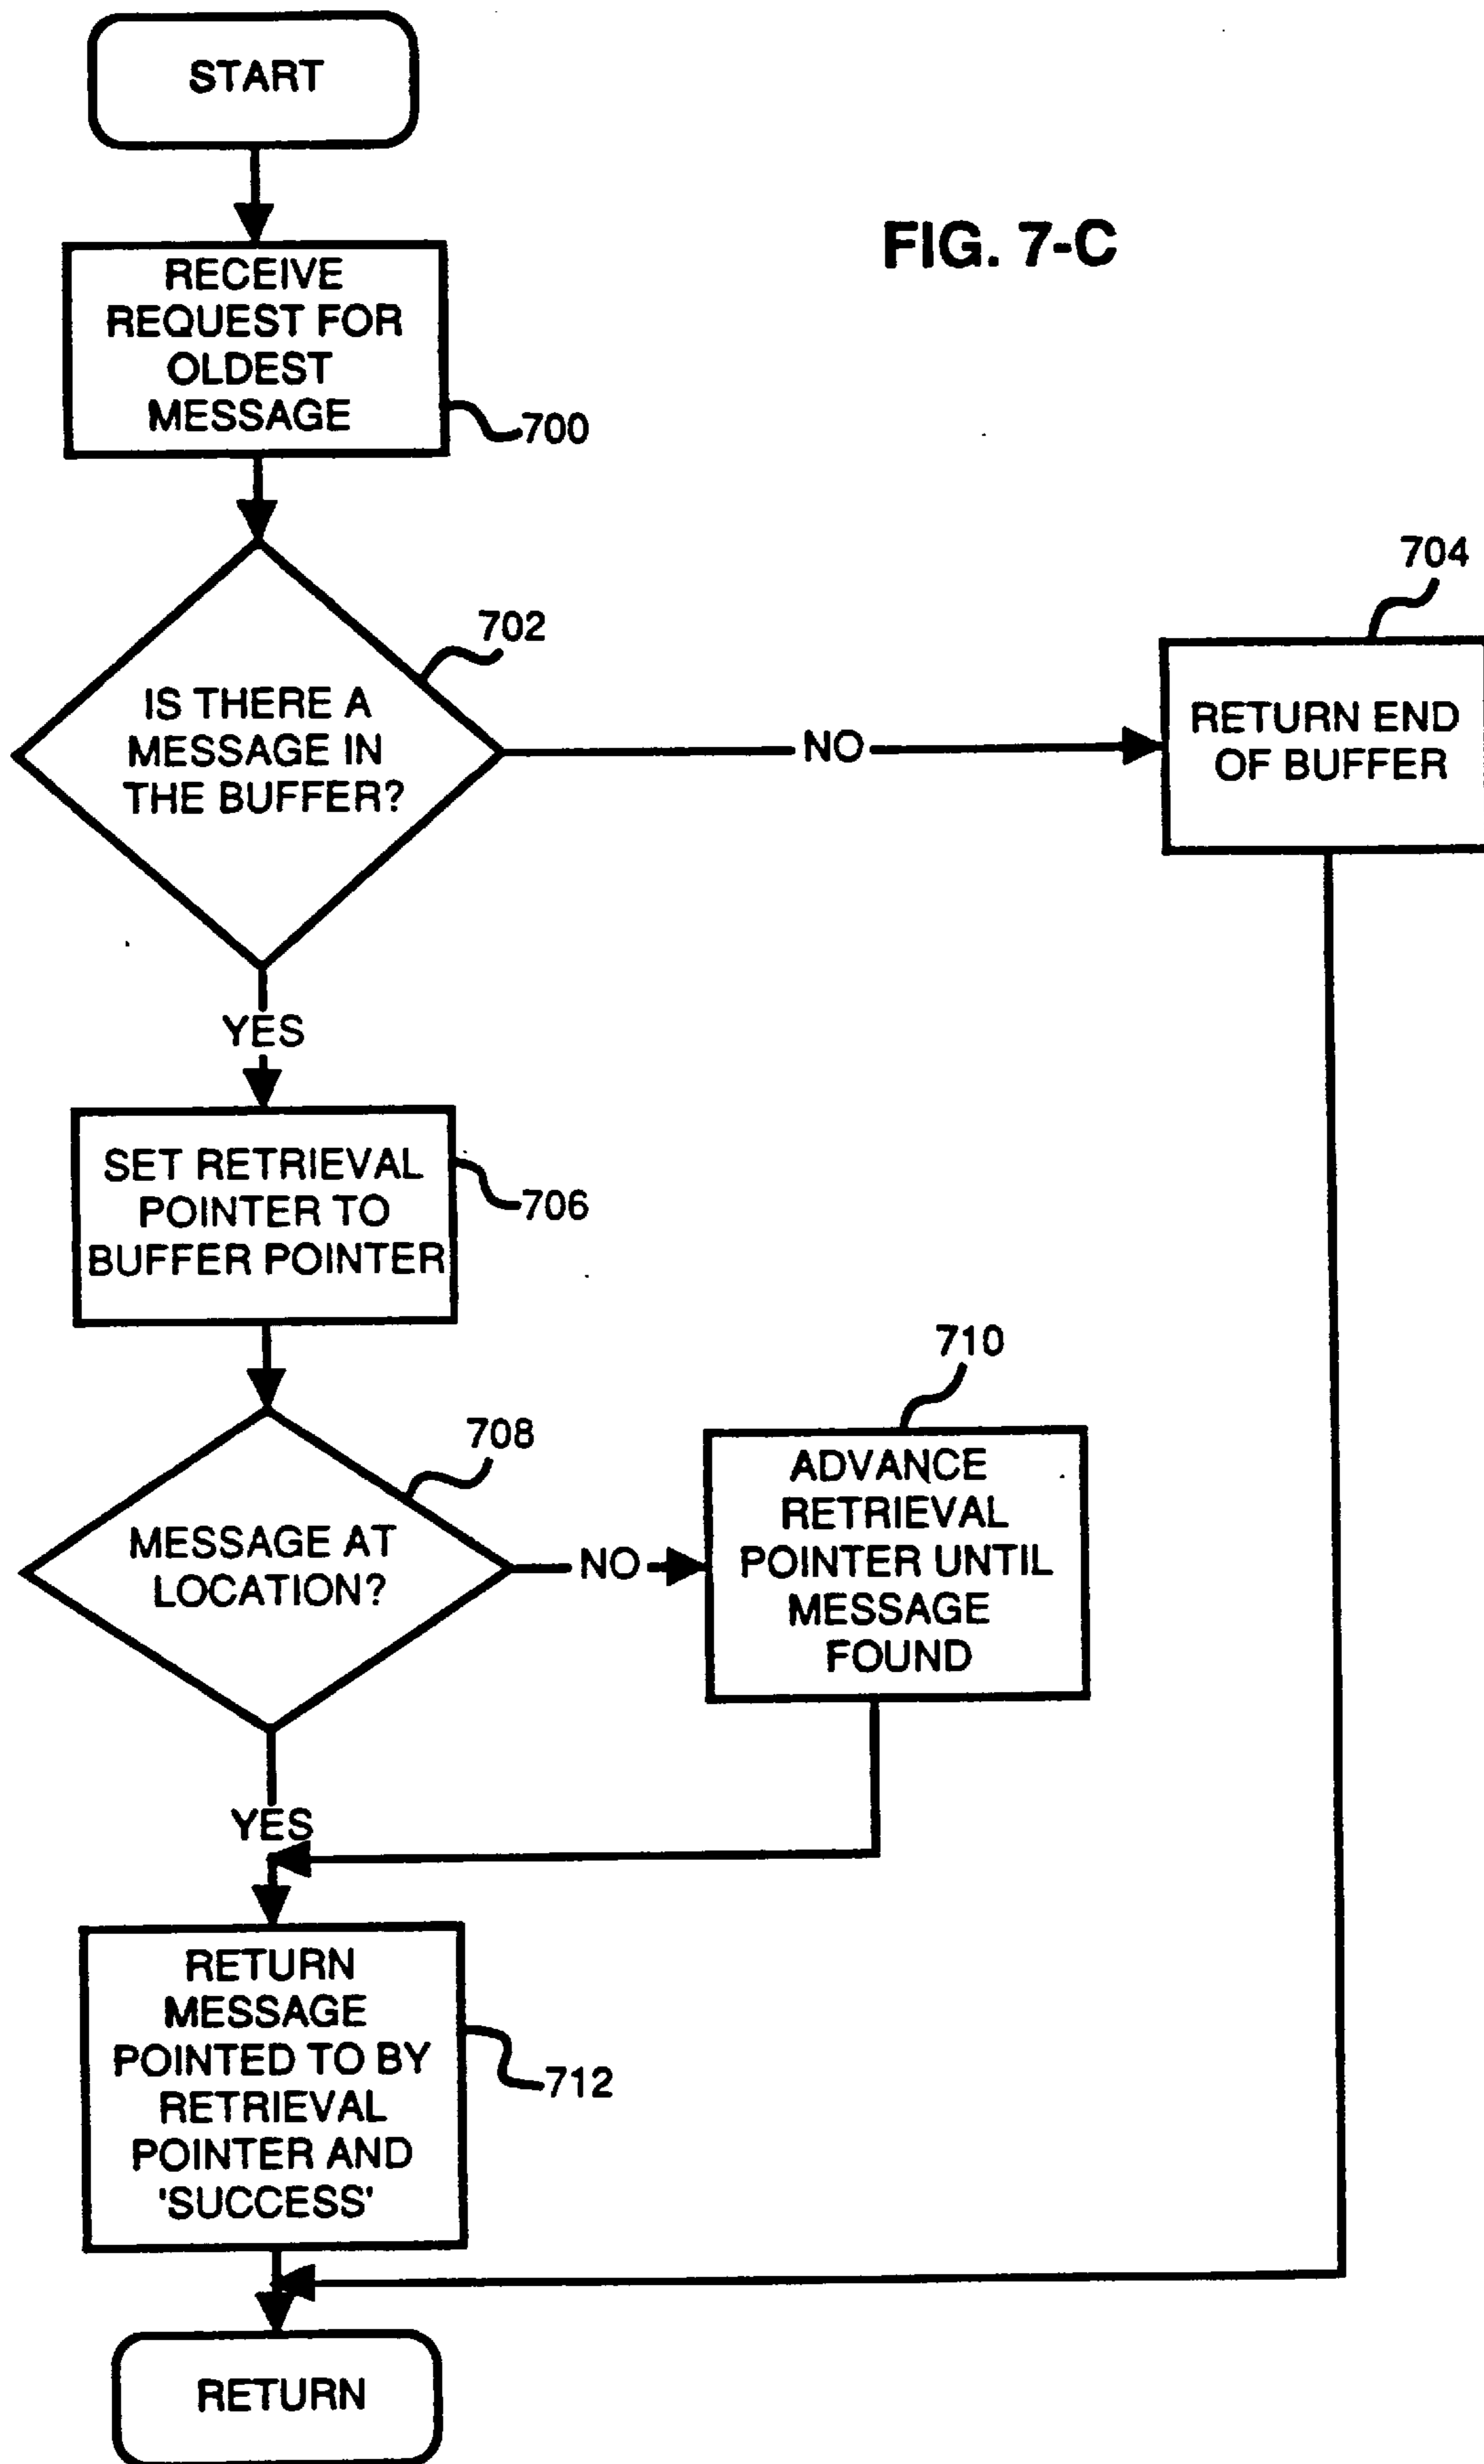 START
FIG. 7-C
RECEIVE
REQUEST FOR
OLDEST
MESSAGE
700
702
IS THERE A
MESSAGE IN
THE BUFFER?
NO
704
RETURN END
OF BUFFER
YES
SET RETRIEVAL
POINTER TO
BUFFER POINTER
706
708
MESSAGE AT
LOCATION?
NO
710
ADVANCE
RETRIEVAL
POINTER UNTIL
MESSAGE
FOUND
YES
RETURN
MESSAGE
POINTED TO BY
RETRIEVAL
POINTER AND
'SUCCESS'
712
RETURN